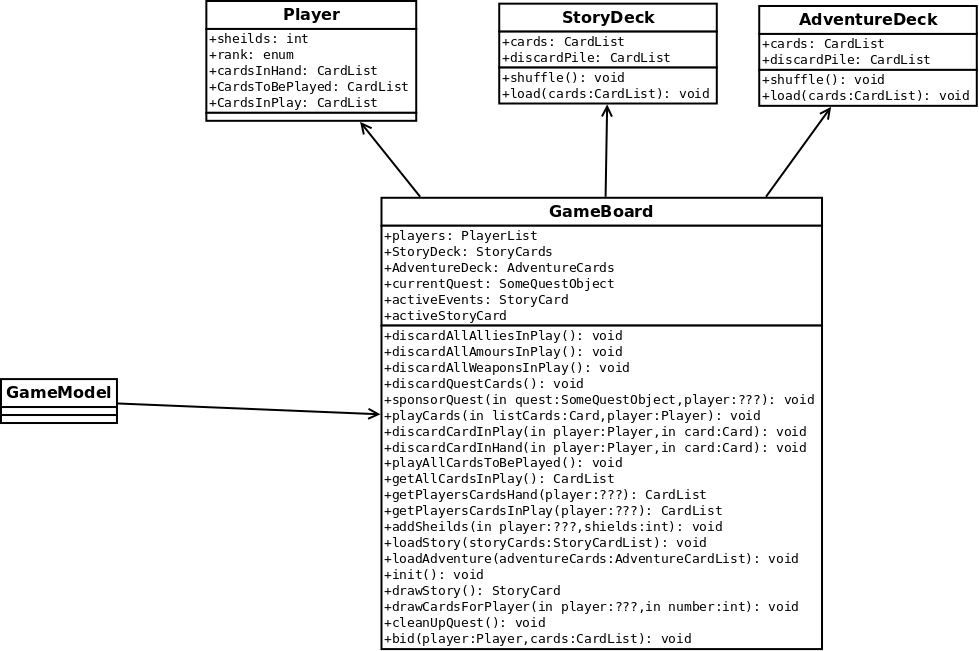 Player
+sheilds: int
+rank: enum
+cardsInHand: CardList
+CardsToBePlayed: CardList
+CardsInPlay: CardList
StoryDeck
+cards: CardList
+discardPile: CardList
+shuffle(): void
+load(cards:CardList): void
AdventureDeck
+cards: CardList
+discardPile: CardList
+shuffle(): void
+load(cards:CardList): void
GameBoard
+players: PlayerList
+StoryDeck: StoryCards
+AdventureDeck: AdventureCards
+currentQuest: SomeQuestObject
+activeEvents: StoryCard
+activeStoryCard
+discardAllAlliesInPlay(): void
+discardAllAmoursInPlay(): void
+discardAllWeaponsInPlay(): void
+discardQuestCards(): void
+sponsorQuest(in quest:SomeQuestObject,player:???): void
+playCards(in listCards:Card,player:Player): void
+discardCardInPlay(in player:Player,in card:Card): void
+discardCardInHand(in player:Player,in card:Card): void
+playAllCardsToBePlayed(): void
+getAllCardsInPlay(): CardList
+getPlayersCardsHand(player:???): CardList
+getPlayersCardsInPlay(player:???): CardList
+addSheilds(in player:???,shields:int): void
+loadStory(storyCards:StoryCardList): void
+loadAdventure(adventureCards:AdventureCardList): void
+init(): void
+drawStory(): StoryCard
+drawCardsForPlayer(in player:???,in number:int): void
+cleanUpQuest(): void
+bid(player:Player,cards:CardList): void
GameModel